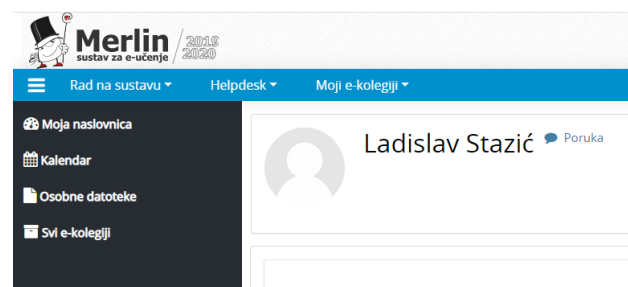 Merlin
sustav za e-učenje
2019
2020
Rad na sustavu
Helpdesk
Moji e-kolegiji
Moja naslovnica
Kalendar
Osobne datoteke
Svi e-kolegiji
Ladislav Stazić
Poruka